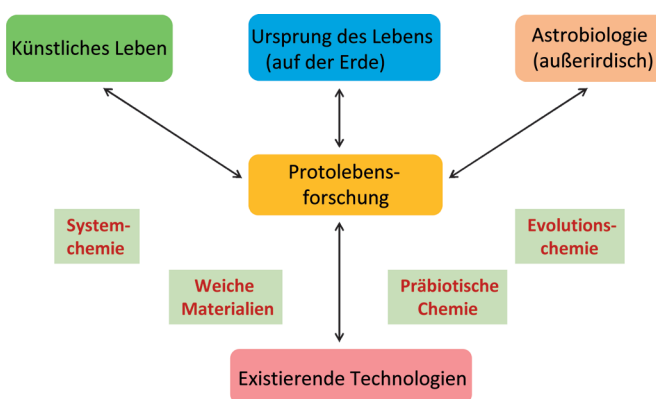 Künstliches Leben
Ursprung des Lebens
(auf der Erde)
Astrobiologie
(außerirdisch)
Protolebens-
forschung
System-
chemie
Evolutions-
chemie
Weiche
Materialien
Präbiotische
Chemie
Existierende Technologien